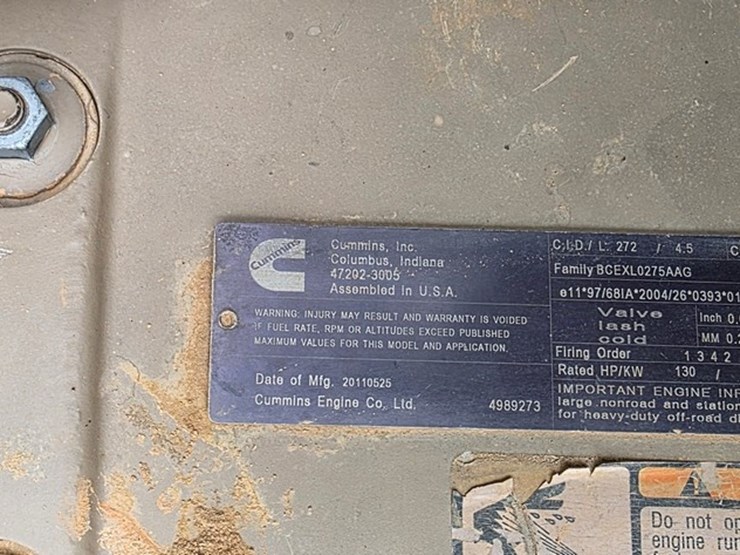 Cummins
Cummins, Inc.
Columbus, Indiana
47202-3005
Assembled in U.S.A.
WARNING: INJURY MAY RESULT AND WARRANTY IS VOIDED
IF FUEL RATE, RPM OR ALTITUDES EXCEED PUBLISHED
MAXIMUM VALUES FOR THIS MODEL AND APPLICATION.
Date of Mfg. 20110525
Cummins Engine Co. Ltd. 4989273
C.I.D./ L: 272 / 4.5
Family BCEXL0275AAG
e11*97/68IA*2004/26*0393*01
Valve
lash
cold
Inch 0.
MM 0.2
Firing Order 1 3 4 2
Rated HP/KW 130 /
IMPORTANT ENGINE
large nonroad and
for heavy-duty off-road
Do not
engine